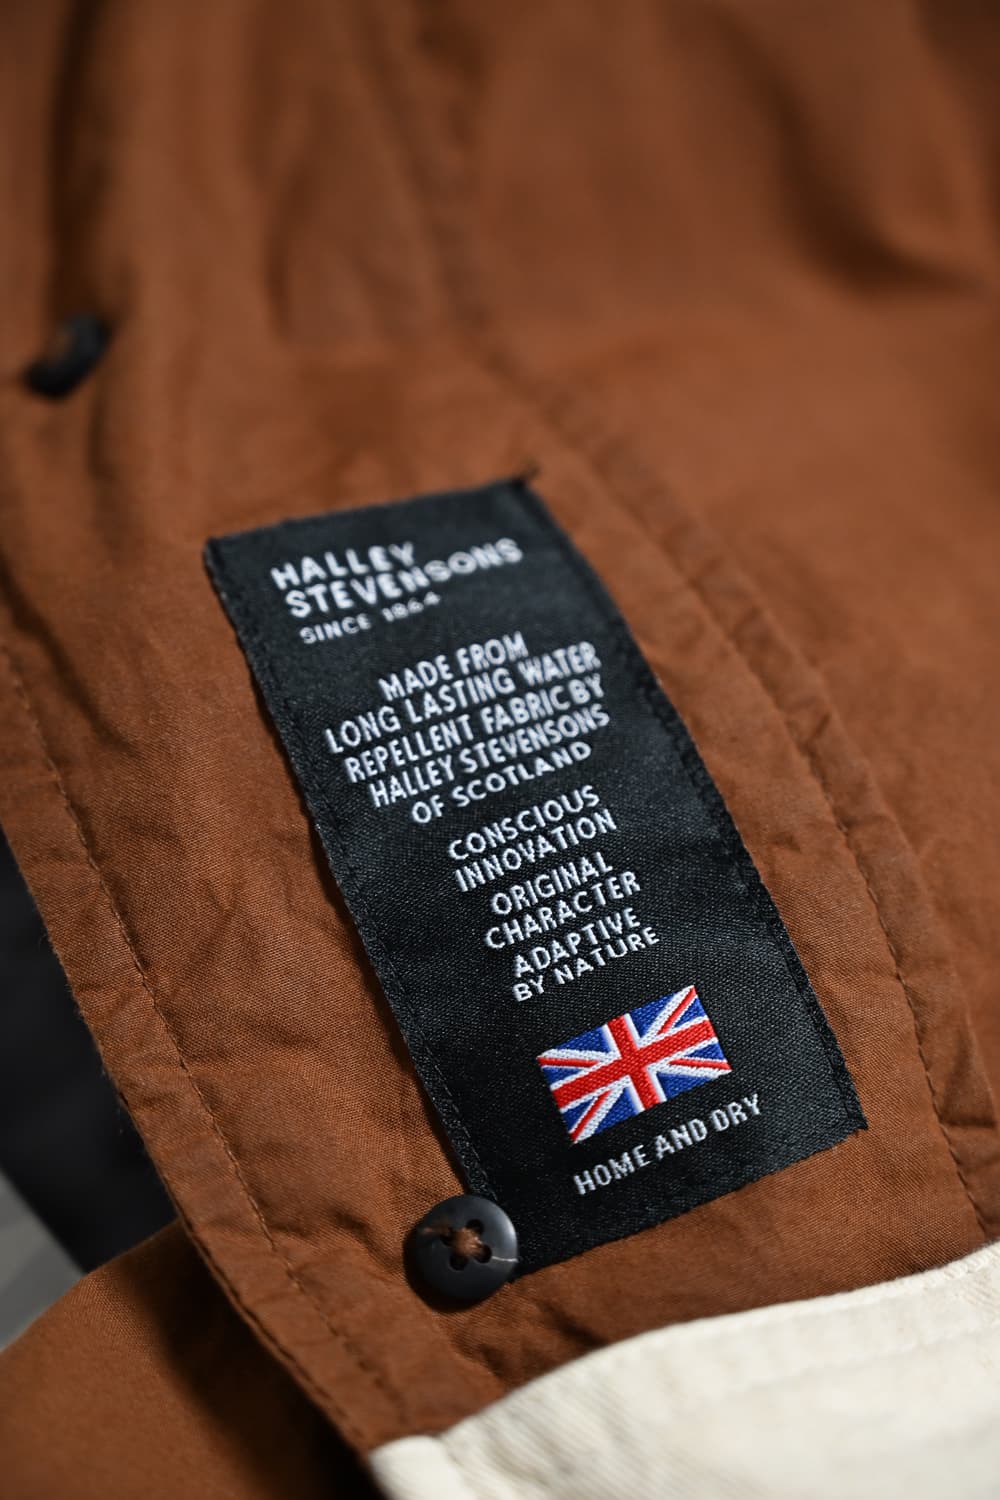 HALLEY
STEVENSONS
SINCE 1864
MADE FROM
LONG LASTING WATER
REPELLENT FABRIC BY
HALLEY STEVENSONS
OF SCOTLAND
CONSCIOUS
INNOVATION
ORIGINAL
CHARACTER
ADAPTIVE
BY NATURE
HOME AND DRY